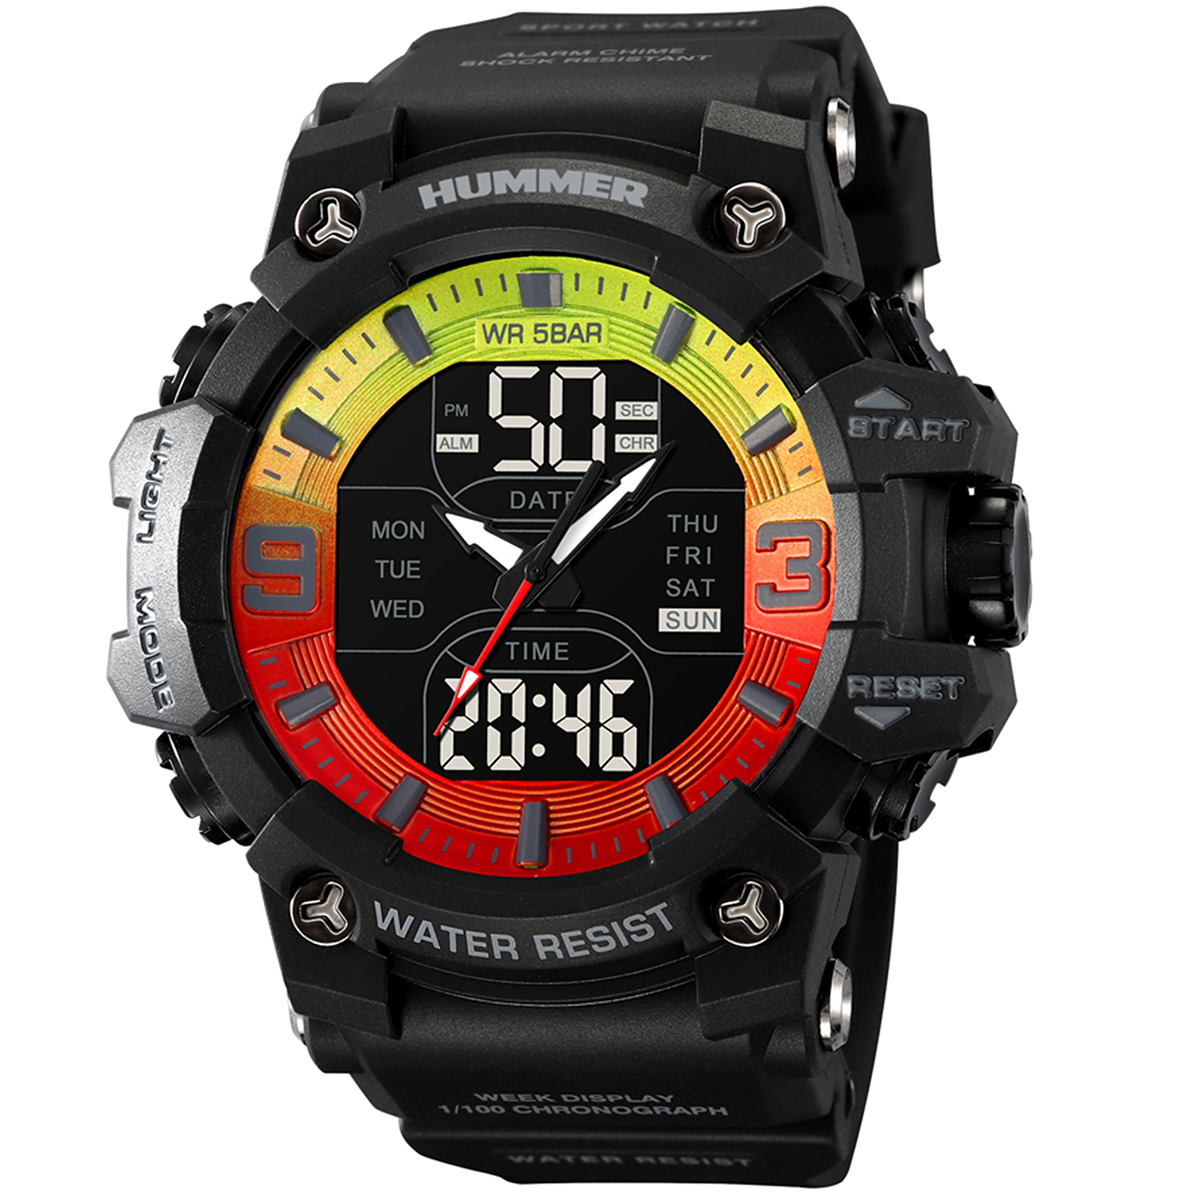 SPORT WATCH
ALARM CHIME
SHOCK RESISTANT
HUMMER
WR 5BAR
PM
50
SEC
ALM
CHR
DATE
START
LIGHT
MON
TUE
WED
THU
FRI
SAT
SUN
9
3
MODE
TIME
20:46
RESET
WATER RESIST
WEEK DISPLAY
1/100 CHRONOGRAPH
WATER RESIST